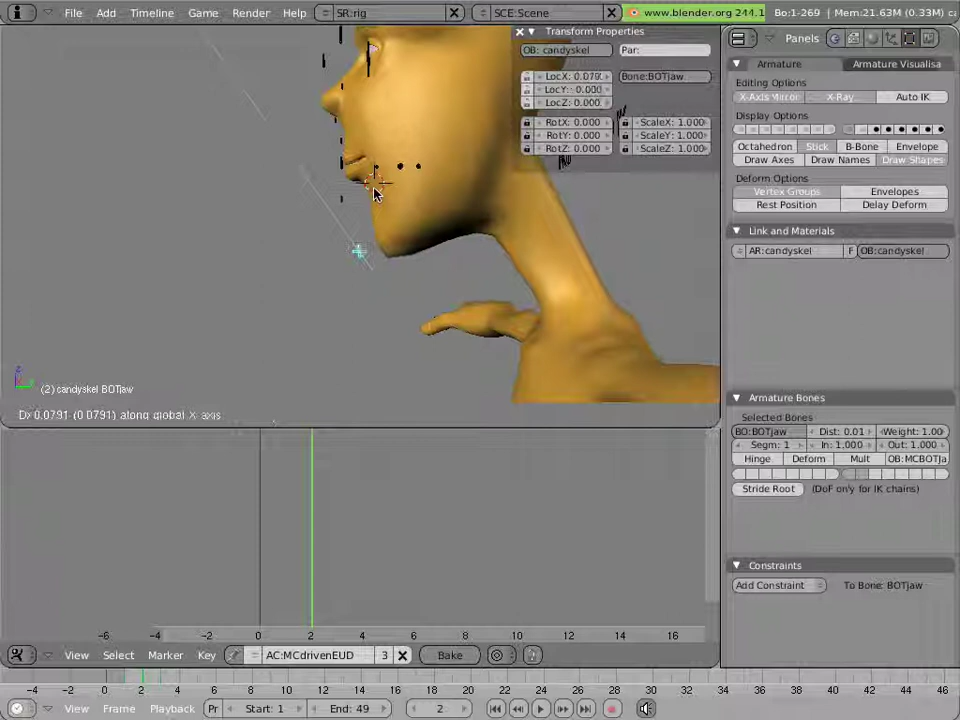 File Add Timeline Game Render Help SR:rig SCE:Scene www.blender.org 244.1 Bo:1-269 | Mem:21.63M (0.33M)
Transform Properties
OB: candyskel Par:
LocX: 0.079 Bone:BOTjaw
LocY: 0.000
LocZ: 0.000
RotX: 0.000 ScaleX: 1.000
RotY: 0.000 ScaleY: 1.000
RotZ: 0.000 ScaleZ: 1.000
Panels
Armature Armature Visualisa
Editing Options
X-Axis Mirror X-Ray Auto IK
Display Options
Octahedron Stick B-Bone Envelope
Draw Axes Draw Names Draw Shapes
Deform Options
Vertex Groups Envelopes
Rest Position Delay Deform
Link and Materials
AR:candyskel F OB:candyskel
(2) candyskel BOTjaw
D: 0.0791 (0.0791) along global X axis
Armature Bones
Selected Bones
BO:BOTjaw Dist: 0.01 Weight: 1.00
Segm: 1 In: 1.000 Out: 1.000
Hinge Deform Mult OB:MCBOTJa
Stride Root (DoF only for IK chains)
Constraints
Add Constraint To Bone: BOTjaw
-6 -4 -2 0 2 4 6 8 10 12 14 16
View Select Marker Key AC:MCdrivenEUD 3 Bake
-4 -2 0 2 4 6 8 10 12 14 16 18 20 22 24 26 28 30 32 34 36 38 40 42 44 46
View Frame Playback Pr Start: 1 End: 49 2